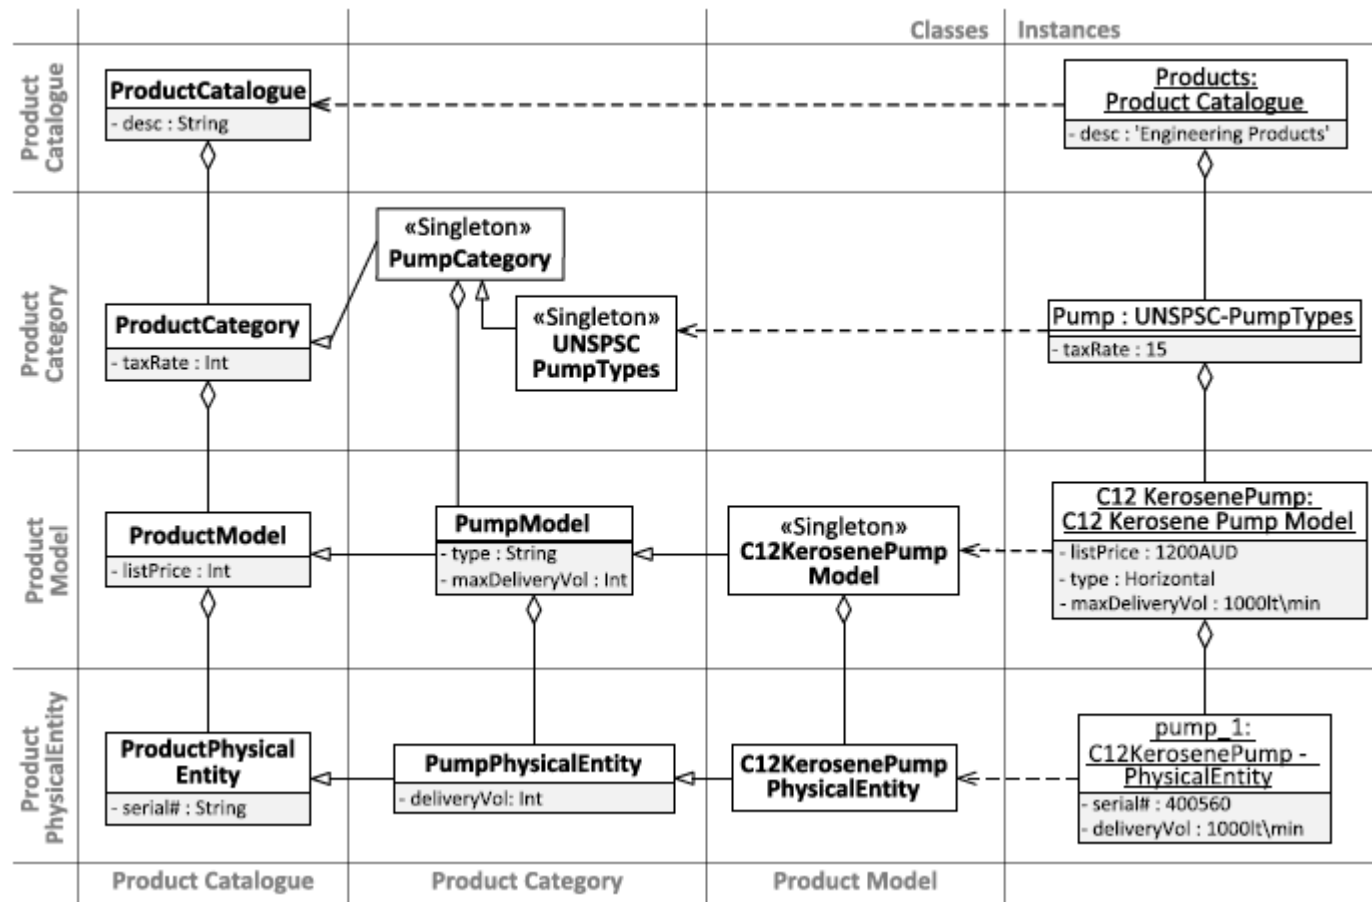 Classes
Instances
Product
Catalogue
ProductCatalogue
- desc : String
Products:
Product Catalogue
- desc : 'Engineering Products'
Product
Category
«Singleton»
PumpCategory
ProductCategory
- taxRate : Int
«Singleton»
UNSPSC
PumpTypes
Pump : UNSPSC-PumpTypes
- taxRate : 15
Product
Model
ProductModel
- listPrice : Int
PumpModel
- type : String
- maxDeliveryVol : Int
«Singleton»
C12KerosenePump
Model
C12 KerosenePump:
C12 Kerosene Pump Model
- listPrice : 1200AUD
- type : Horizontal
- maxDeliveryVol : 1000lt\min
Product
PhysicalEntity
ProductPhysical
Entity
- serial# : String
PumpPhysicalEntity
- deliveryVol: Int
C12KerosenePump
PhysicalEntity
pump_1:
C12KerosenePump -
PhysicalEntity
- serial# : 400560
- deliveryVol : 1000lt\min
Product Catalogue
Product Category
Product Model